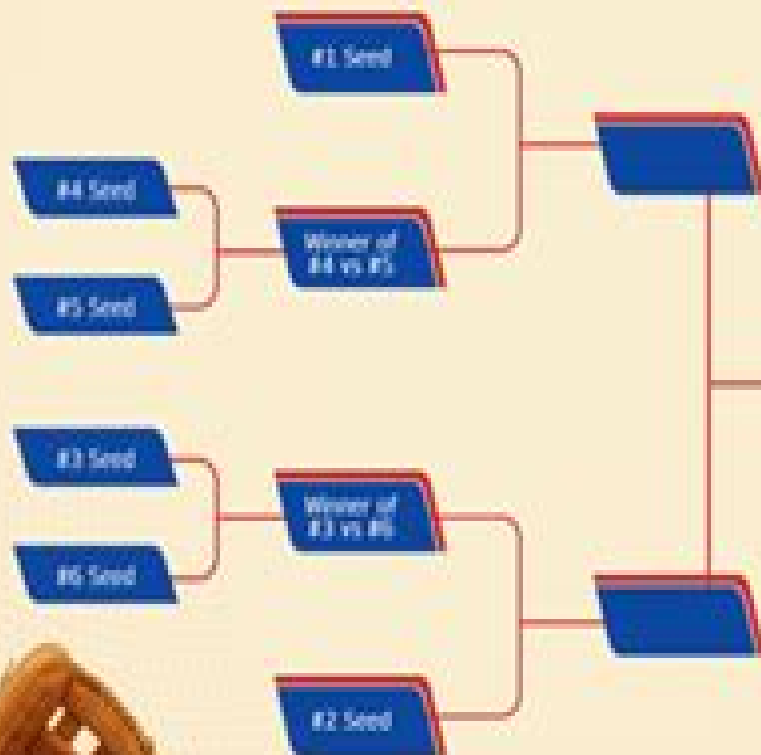 #1 Seed
#4 Seed
Winner of
#4 vs #5
#5 Seed
#3 Seed
Winner of
#3 vs #6
#6 Seed
#2 Seed